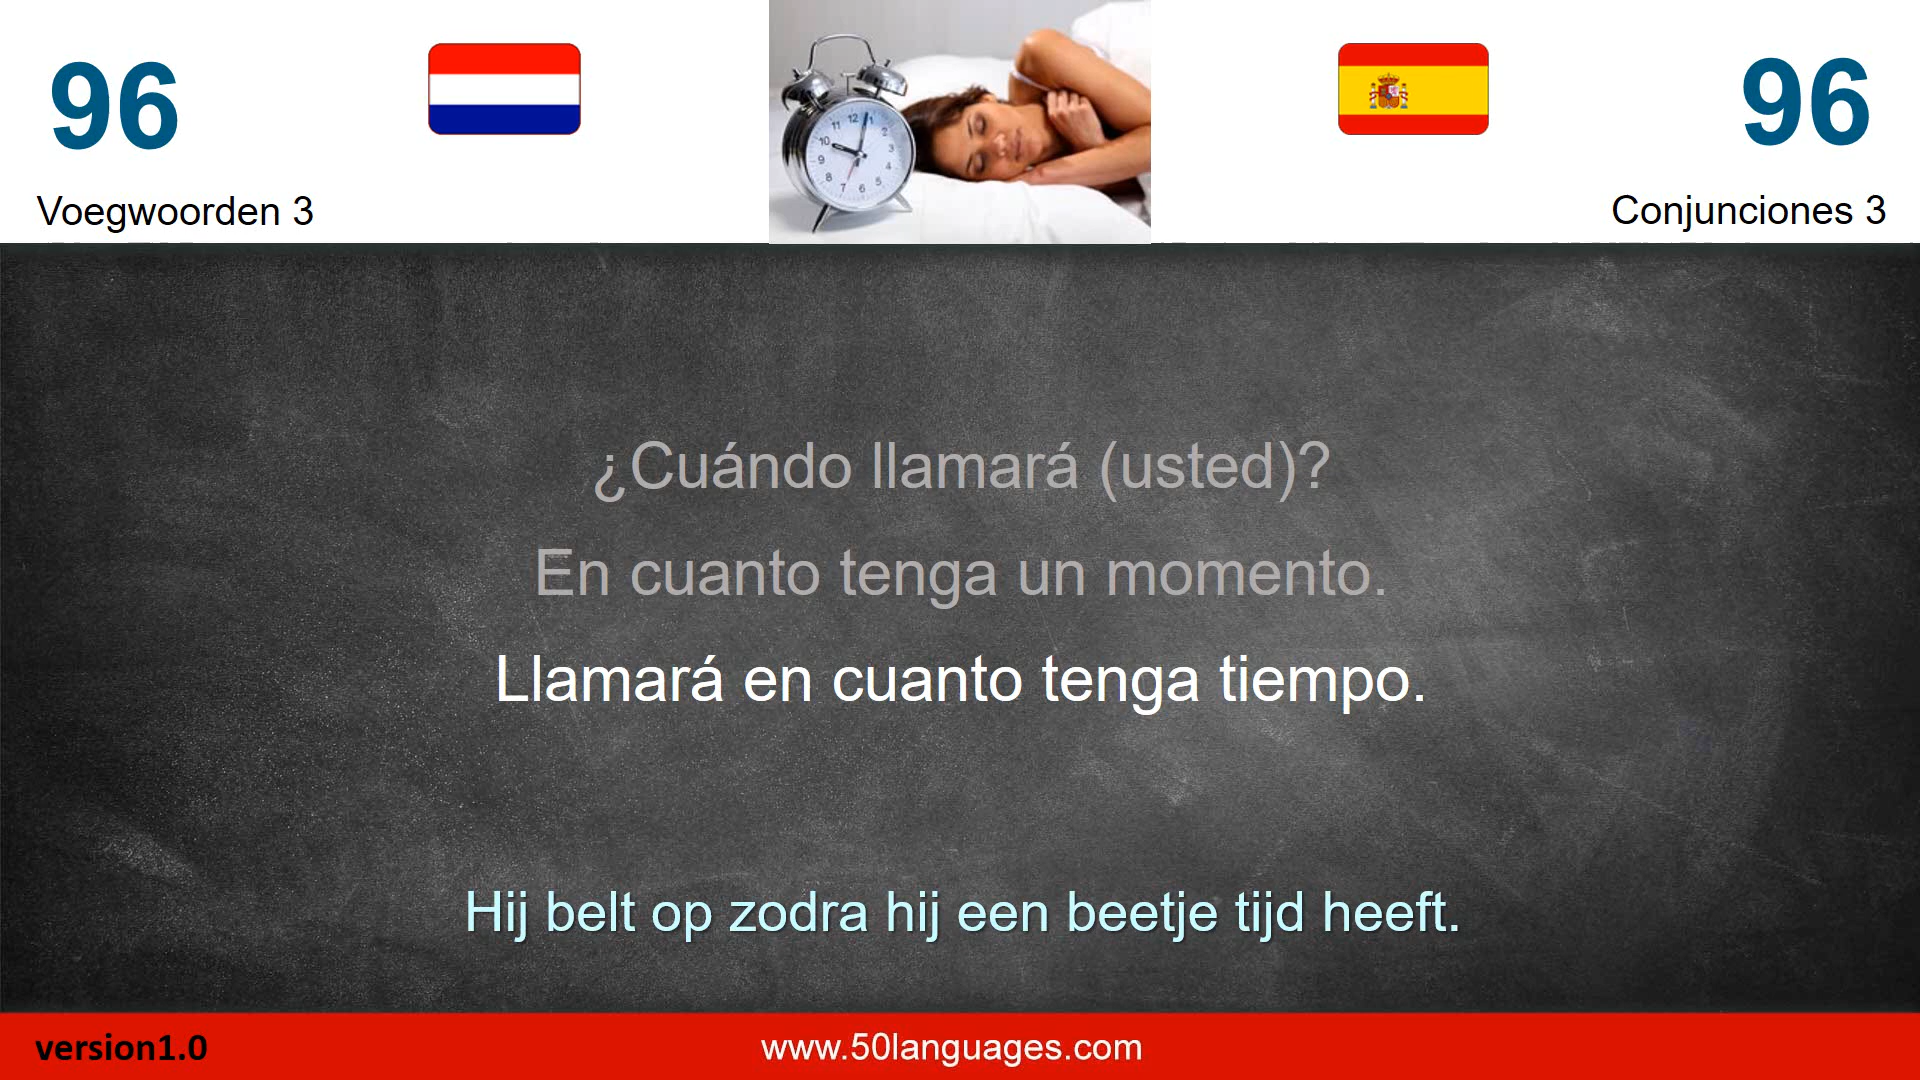 96
96
Voegwoorden 3
Conjunciones 3
¿Cuándo llamará (usted)?
En cuanto tenga un momento.
Llamará en cuanto tenga tiempo.
Hij belt op zodra hij een beetje tijd heeft.
version1.0
www.50languages.com